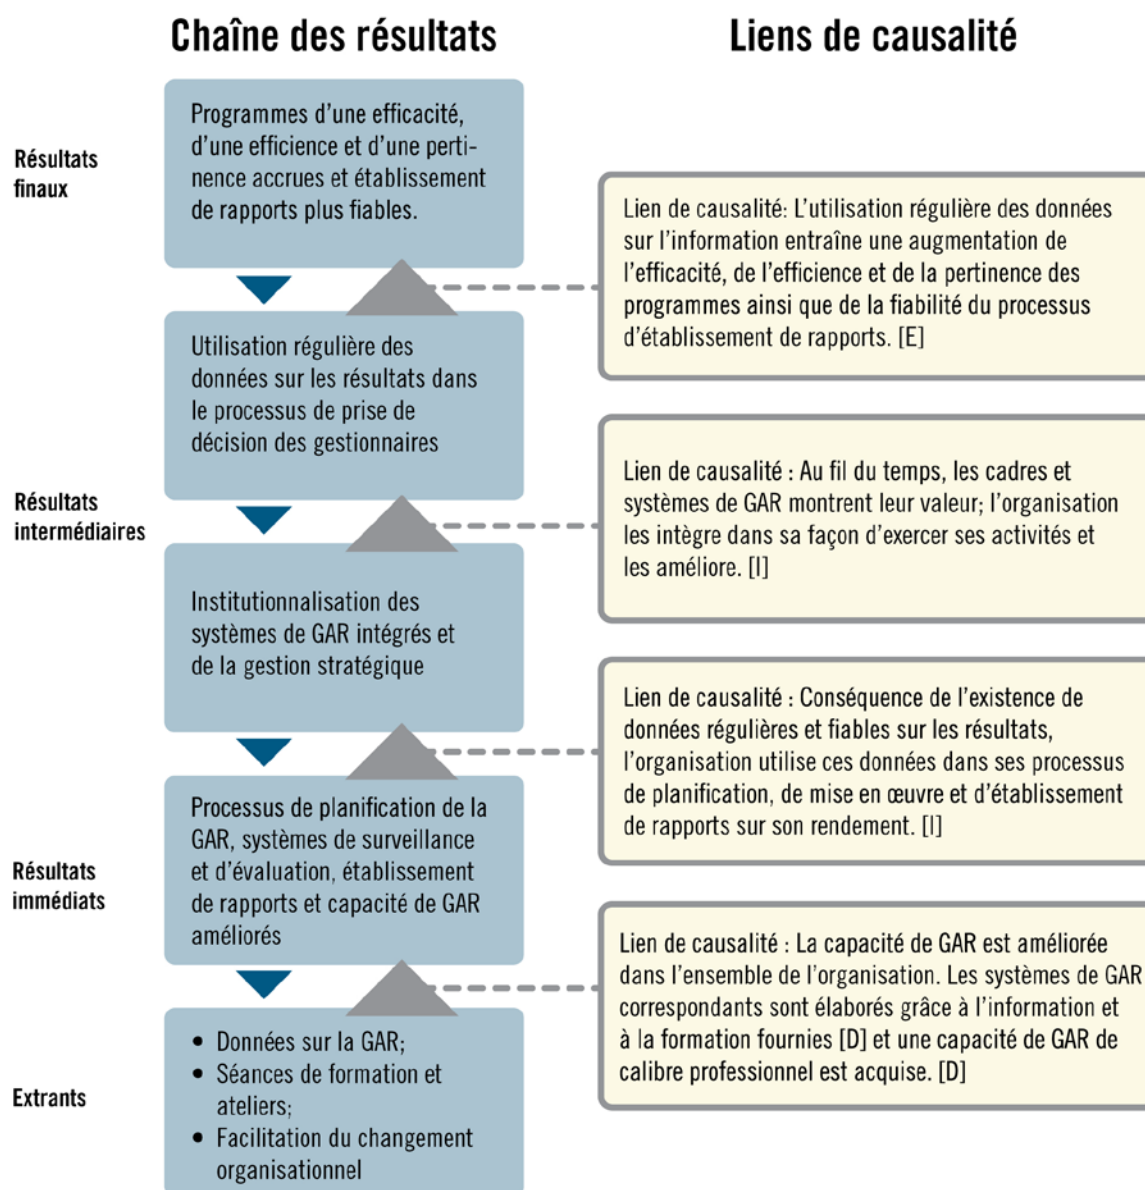 Chaîne des résultats
Liens de causalité
Résultats
finaux
Programmes d'une efficacité,
d'une efficience et d'une perti-
nence accrues et établissement
de rapports plus fiables.
Lien de causalité: L'utilisation régulière des données
sur l'information entraîne une augmentation de
l'efficacité, de l'efficience et de la pertinence des
programmes ainsi que de la fiabilité du processus
d'établissement de rapports. [E]
Utilisation régulière des
données sur les résultats dans
le processus de prise de
décision des gestionnaires
Résultats
intermédiaires
Lien de causalité : Au fil du temps, les cadres et
systèmes de GAR montrent leur valeur; l'organisation
les intègre dans sa façon d'exercer ses activités et
les améliore. [I]
Institutionnalisation des
systèmes de GAR intégrés et
de la gestion stratégique
Lien de causalité : Conséquence de l'existence de
données régulières et fiables sur les résultats,
l'organisation utilise ces données dans ses processus
de planification, de mise en œuvre et d'établissement
de rapports sur son rendement. [I]
Résultats
immédiats
Processus de planification de la
GAR, systèmes de surveillance
et d'évaluation, établissement
de rapports et capacité de GAR
améliorés
Lien de causalité : La capacité de GAR est améliorée
dans l'ensemble de l'organisation. Les systèmes de GAR
correspondants sont élaborés grâce à l'information et
à la formation fournies [D] et une capacité de GAR de
calibre professionnel est acquise. [D]
Extrants
• Données sur la GAR;
• Séances de formation et
ateliers;
• Facilitation du changement
organisationnel